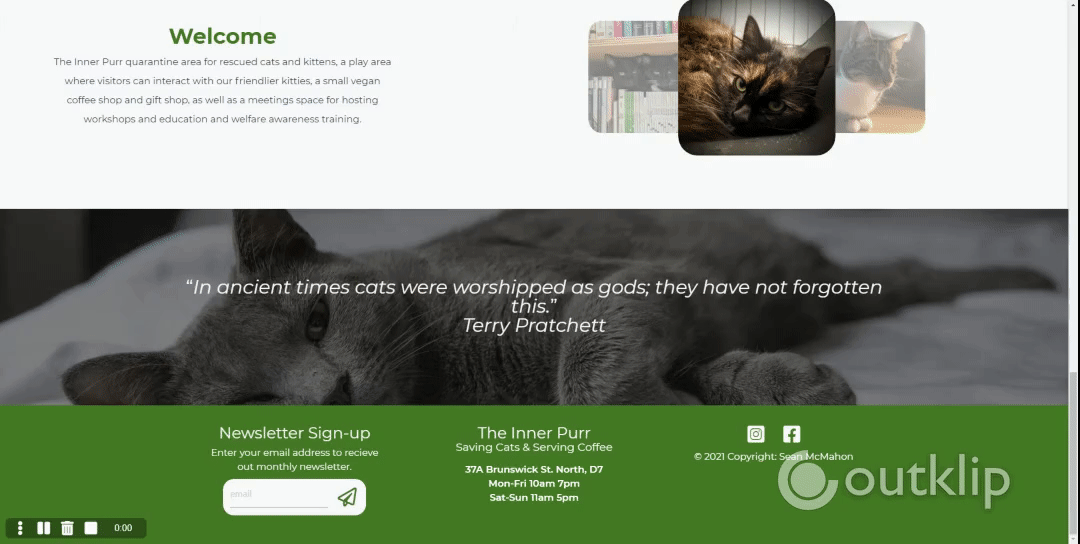 Welcome
The Inner Purr quarantine area for rescued cats and kittens, a play area
where visitors can interact with our friendlier kitties, a small vegan
coffee shop and gift shop, as well as a meetings space for hosting
workshops and education and welfare awareness training.
“In ancient times cats were worshipped as gods; they have not forgotten
this.”
Terry Pratchett
Newsletter Sign-up
Enter your email address to recieve
out monthly newsletter.
email
The Inner Purr
Saving Cats & Serving Coffee
37A Brunswick St. North, D7
Mon-Fri 10am 7pm
Sat-Sun 11am 5pm
© 2021 Copyright: Sean McMahon
outklip
0:00